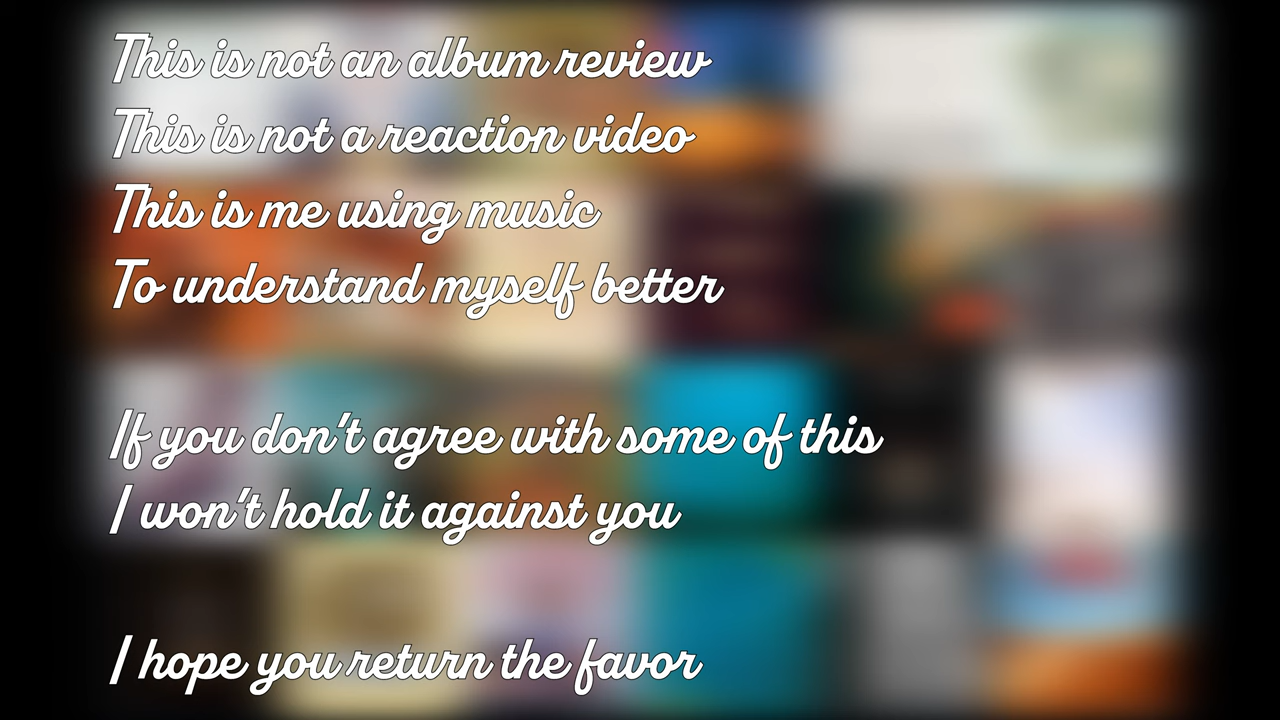 This is not an album review
This is not a reaction video
This is me using music
To understand myself better
If you don't agree with some of this
I won't hold it against you
I hope you return the favor